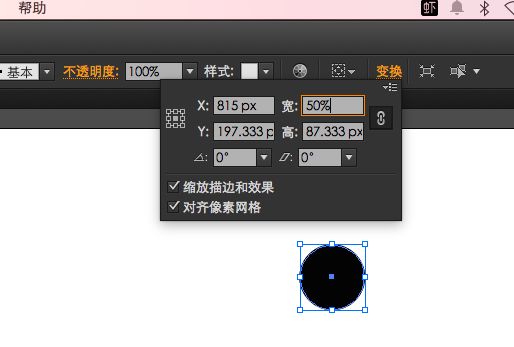 帮助
虾
基本 不透明度: 100% 样式: 变换
X: 815 px 宽: 50%
Y: 197.333 p 高: 87.333 px
0° 0°
缩放描边和效果
对齐像素网格